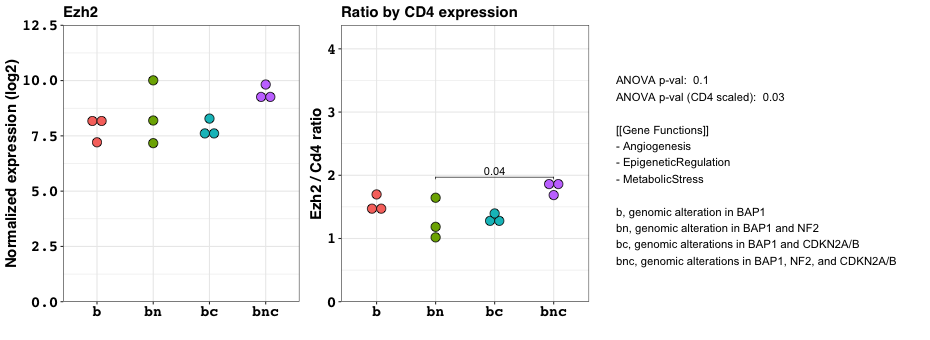 Ezh2
Normalized expression (log2)
12.5
10.0
7.5
5.0
2.5
0.0
b bn bc bnc
Ratio by CD4 expression
Ezh2 / Cd4 ratio
4
3
2
1
0
0.04
b bn bc bnc
ANOVA p-val: 0.1
ANOVA p-val (CD4 scaled): 0.03
[[Gene Functions]]
- Angiogenesis
- EpigeneticRegulation
- MetabolicStress
b, genomic alteration in BAP1
bn, genomic alteration in BAP1 and NF2
bc, genomic alterations in BAP1 and CDKN2A/B
bnc, genomic alterations in BAP1, NF2, and CDKN2A/B